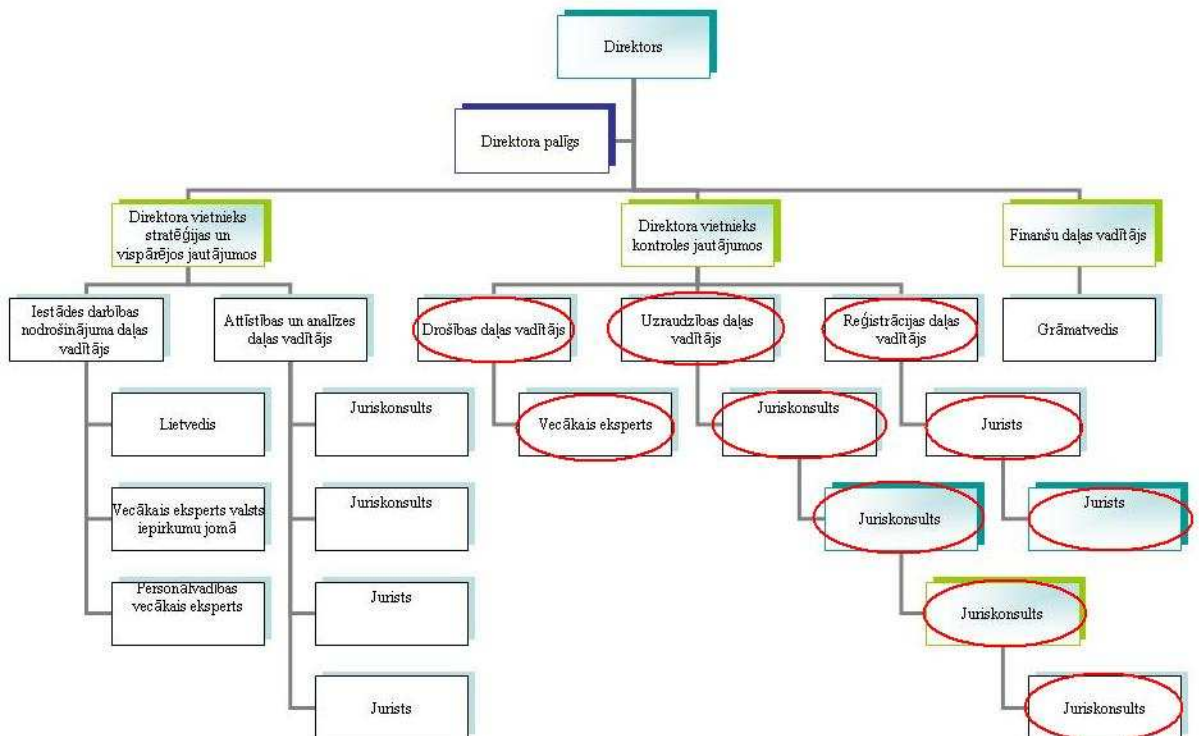 Direktors
Direktora palīgs
Direktora vietnieks
stratēģijas un
vispārējos jautājumos
Direktora vietnieks
kontroles jautājumos
Finanšu daļas vadītājs
Iestādes darbības
nodrošinājuma daļas
vadītājs
Attīstības un analīzes
daļas vadītājs
Drošības daļas vadītājs
Uzraudzības daļas
vadītājs
Reģistrācijas daļas
vadītājs
Grāmatvedis
Lietvedis
Juriskonsults
Vecākais eksperts
Juriskonsults
Jurists
Vecākais eksperts valsts
iepirkumu jomā
Juriskonsults
Juriskonsults
Jurists
Personālvadības
vecākais eksperts
Jurists
Juriskonsults
Jurists
Juriskonsults